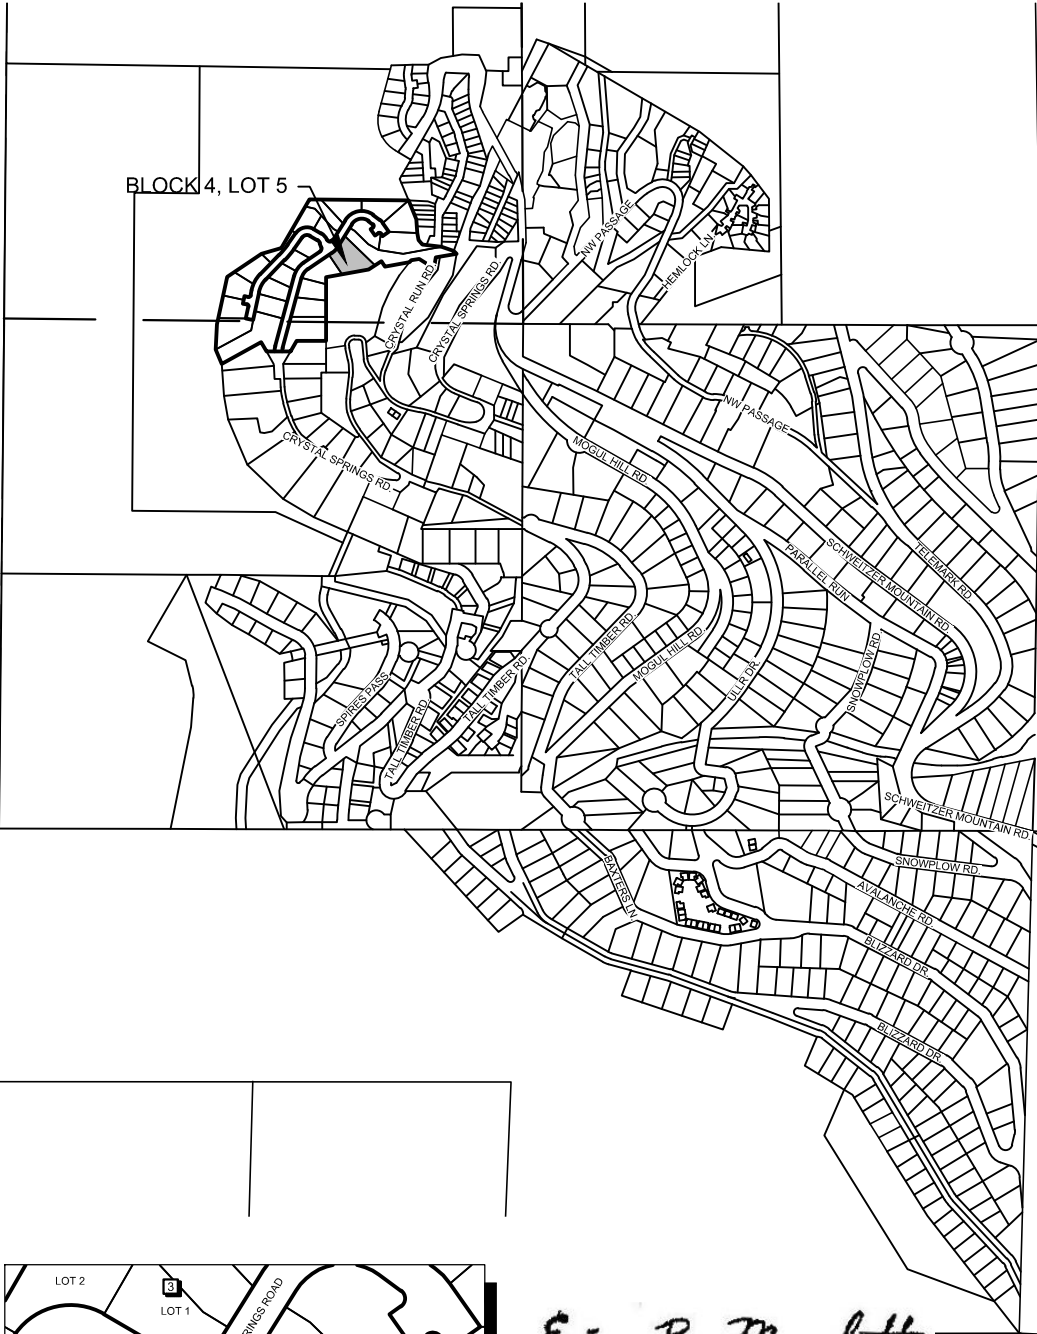 BLOCK 4, LOT 5
NW PASSAGE
HEMLOCK LN
CRYSTAL RUN RD.
CRYSTAL SPRINGS RD.
NW PASSAGE
CRYSTAL SPRINGS RD.
MOGUL HILL RD.
PARALLEL RUN
SCHWEITZER MOUNTAIN RD.
TELEMARK RD.
TALL TIMBER RD.
MOGUL HILL RD.
ULLR DR.
SNOWPLOW RD.
SPIRES PASS
TALL TIMBER RD.
TALL TIMBER RD.
SCHWEITZER MOUNTAIN RD.
SNOWPLOW RD.
BAXTERS LN
AVALANCHE RD.
BLIZZARD DR.
BLIZZARD DR.
LOT 2
3
LOT 1
RINGS ROAD